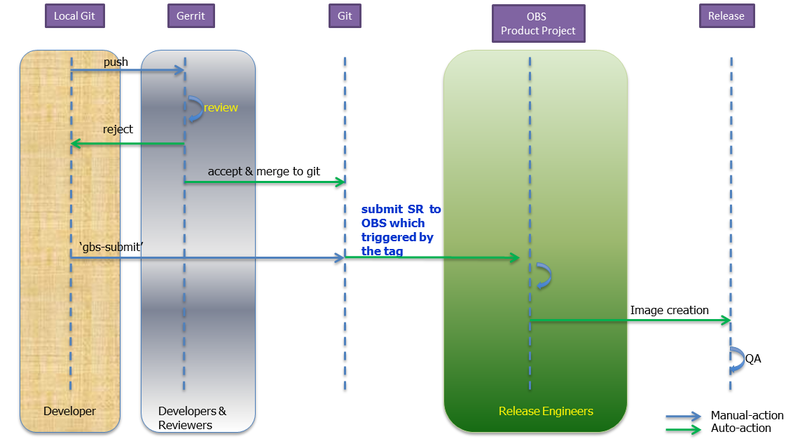 Local Git
Gerrit
Git
OBS
Product Project
Release
push
review
reject
accept & merge to git
submit SR to
OBS which
triggered by
the tag
‘gbs-submit’
Image creation
QA
Developer
Developers &
Reviewers
Release Engineers
Manual-action
Auto-action